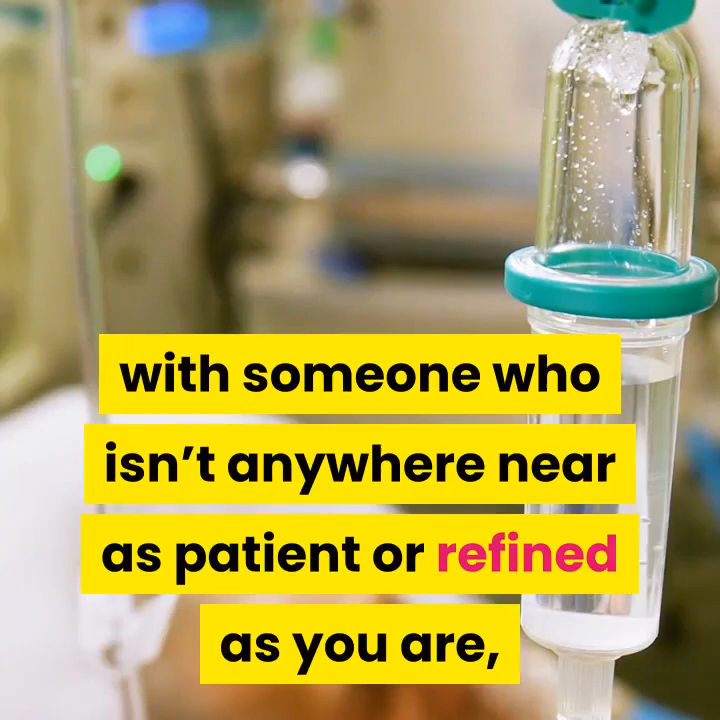 with someone who
isn’t anywhere near
as patient or refined
as you are,